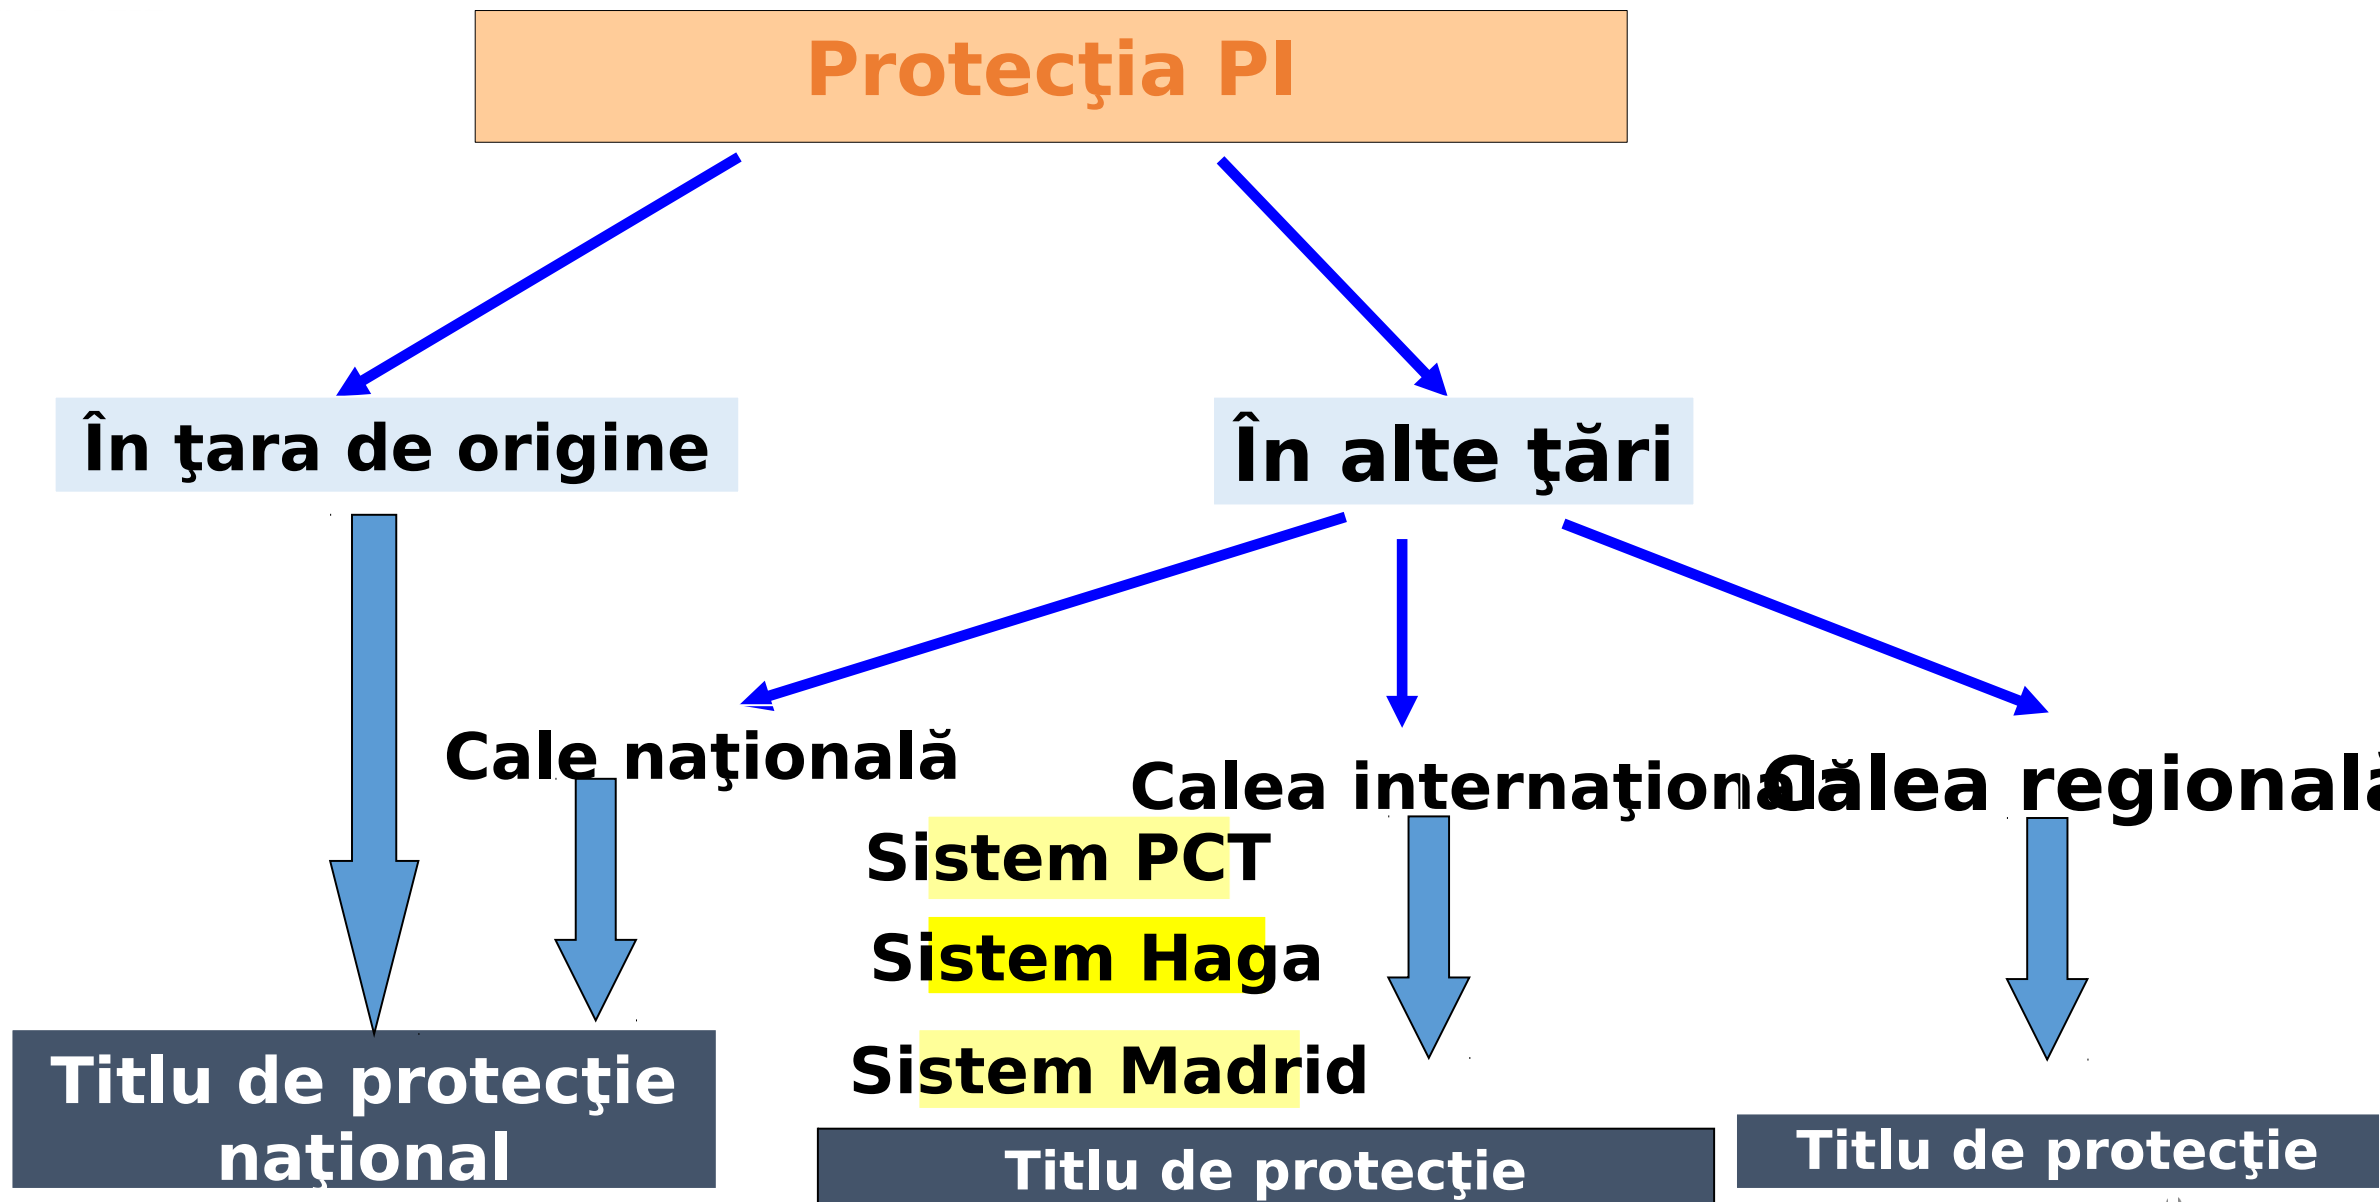 Protecţia PI
În ţara de origine
În alte ţări
Cale naţională
Calea internaţională
Calea regională
Sistem PCT
Sistem Haga
Sistem Madrid
Titlu de protecţie
naţional
Titlu de protecţie
Titlu de protecţie